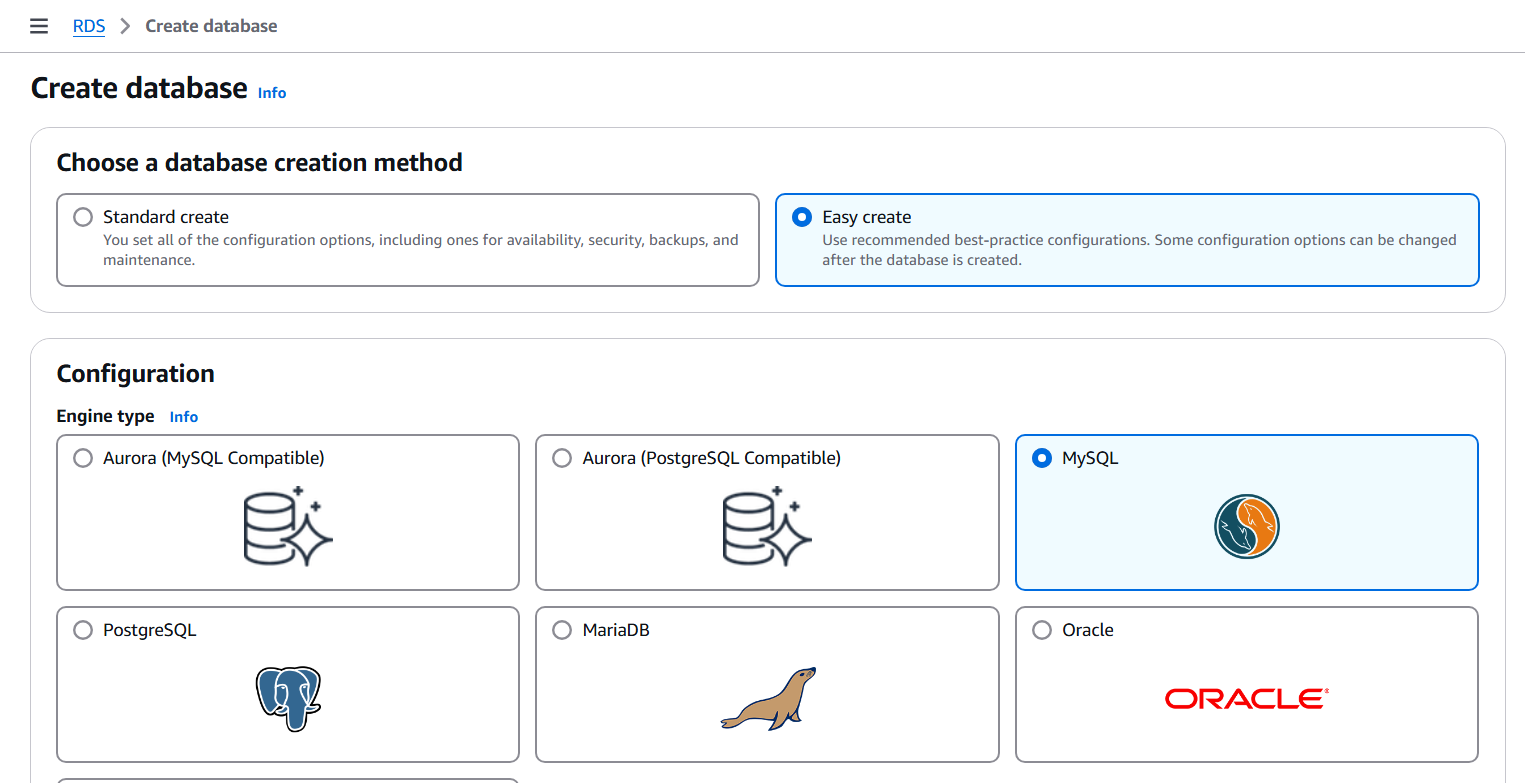 RDS > Create database
Create database Info
Choose a database creation method
Standard create
You set all of the configuration options, including ones for availability, security, backups, and
maintenance.
Easy create
Use recommended best-practice configurations. Some configuration options can be changed
after the database is created.
Configuration
Engine type Info
Aurora (MySQL Compatible)
Aurora (PostgreSQL Compatible)
MySQL
PostgreSQL
MariaDB
Oracle
ORACLE